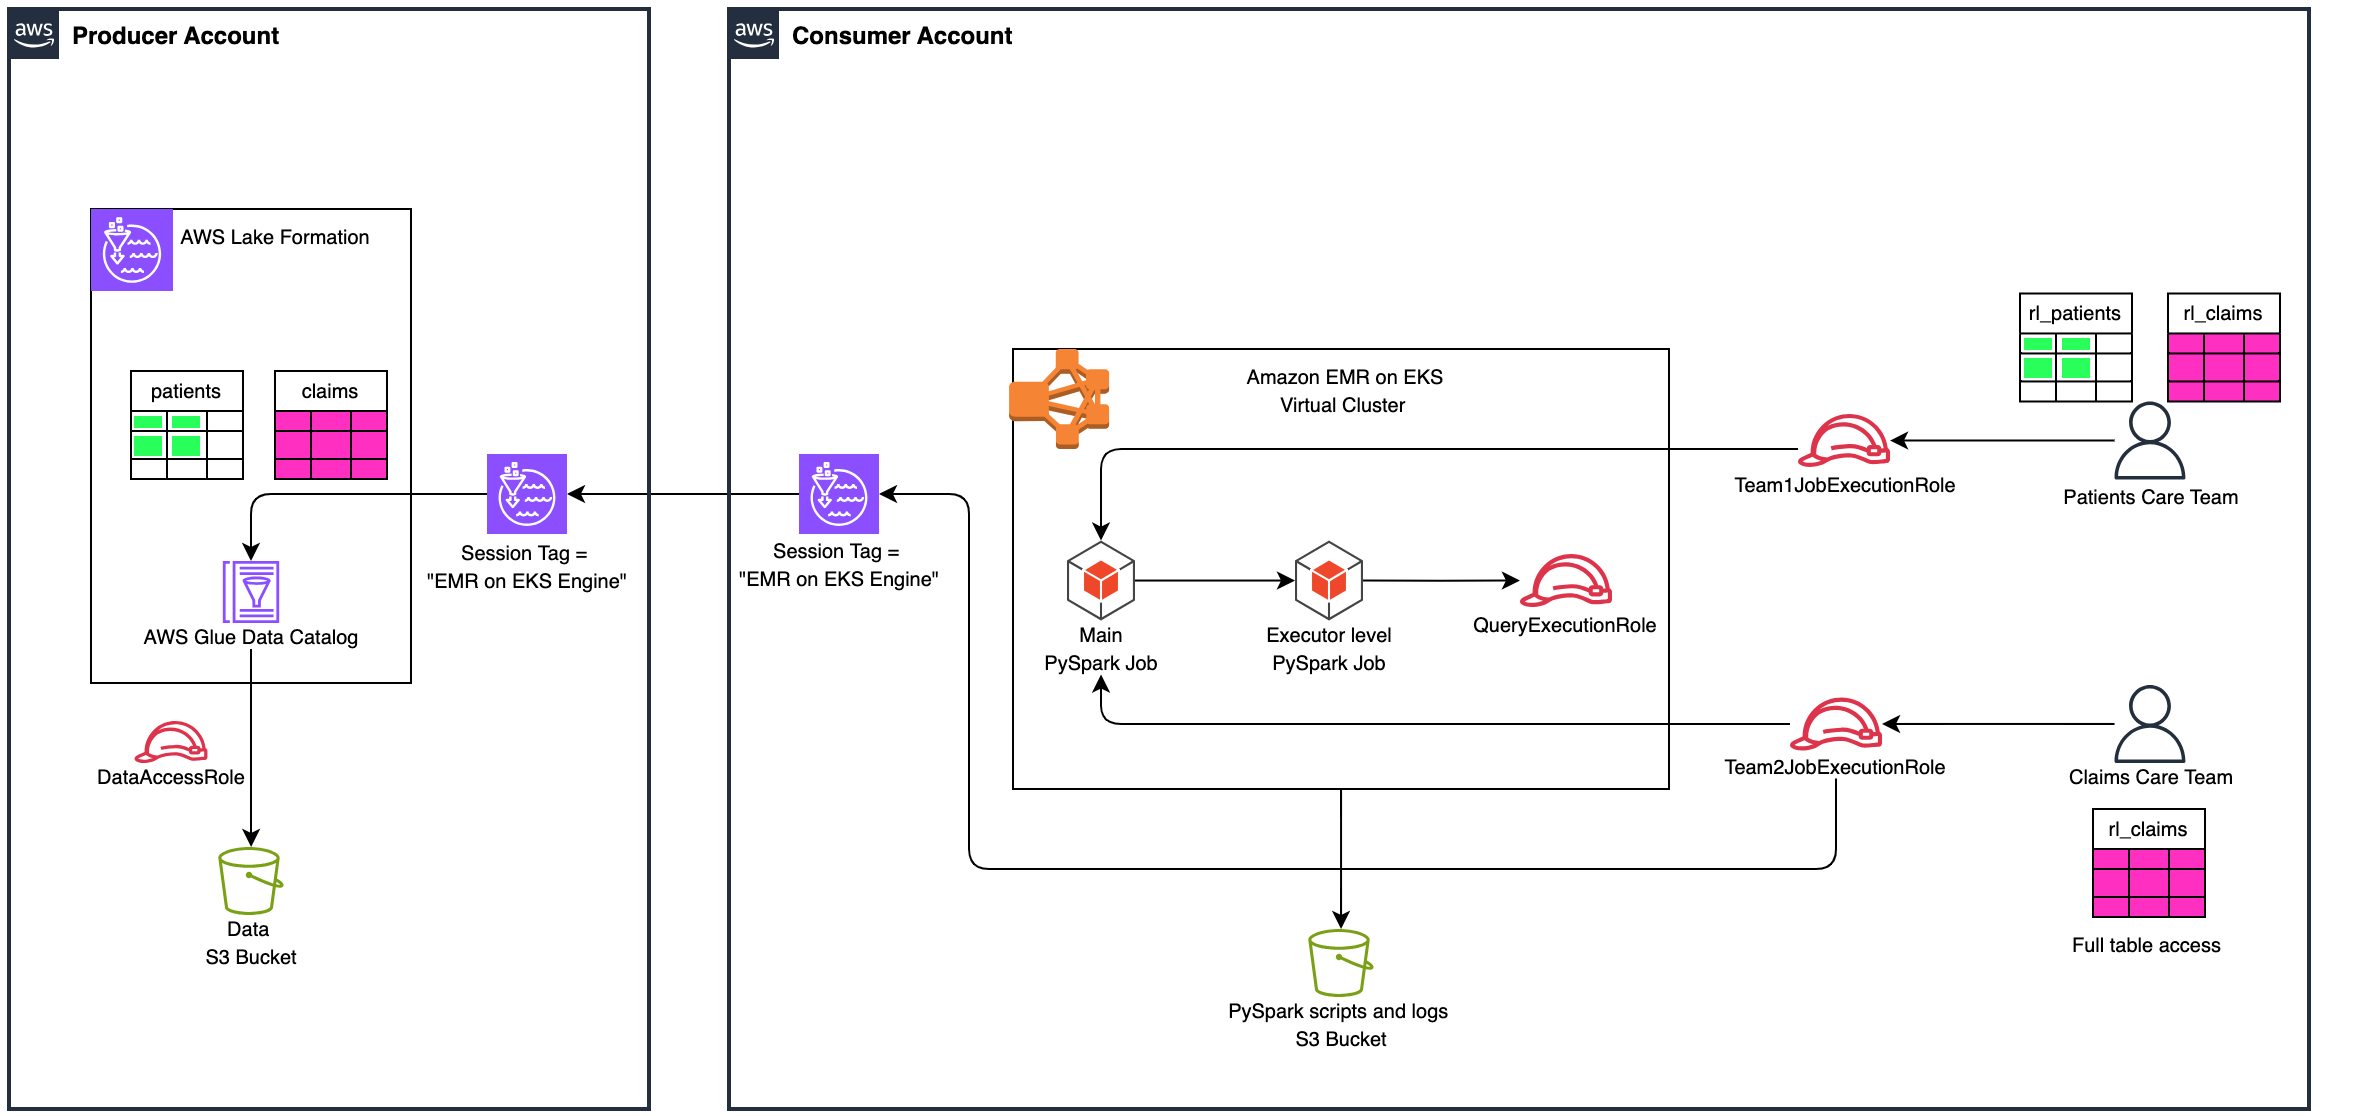 aws
Producer Account
AWS Lake Formation
patients
claims
AWS Glue Data Catalog
DataAccessRole
Data
S3 Bucket
Session Tag =
"EMR on EKS Engine"
aws
Consumer Account
Session Tag =
"EMR on EKS Engine"
Amazon EMR on EKS
Virtual Cluster
Main
PySpark Job
Executor level
PySpark Job
QueryExecutionRole
PySpark scripts and logs
S3 Bucket
Team1JobExecutionRole
rl_patients
rl_claims
Patients Care Team
Team2JobExecutionRole
Claims Care Team
rl_claims
Full table access